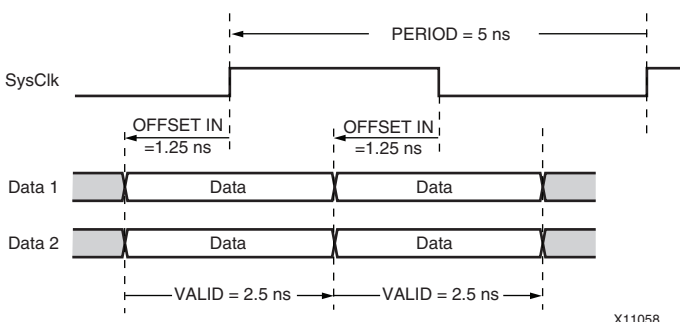 PERIOD = 5 ns
SysClk
OFFSET IN
=1.25 ns
OFFSET IN
=1.25 ns
Data 1
Data
Data
Data 2
Data
Data
VALID = 2.5 ns
VALID = 2.5 ns
X11058